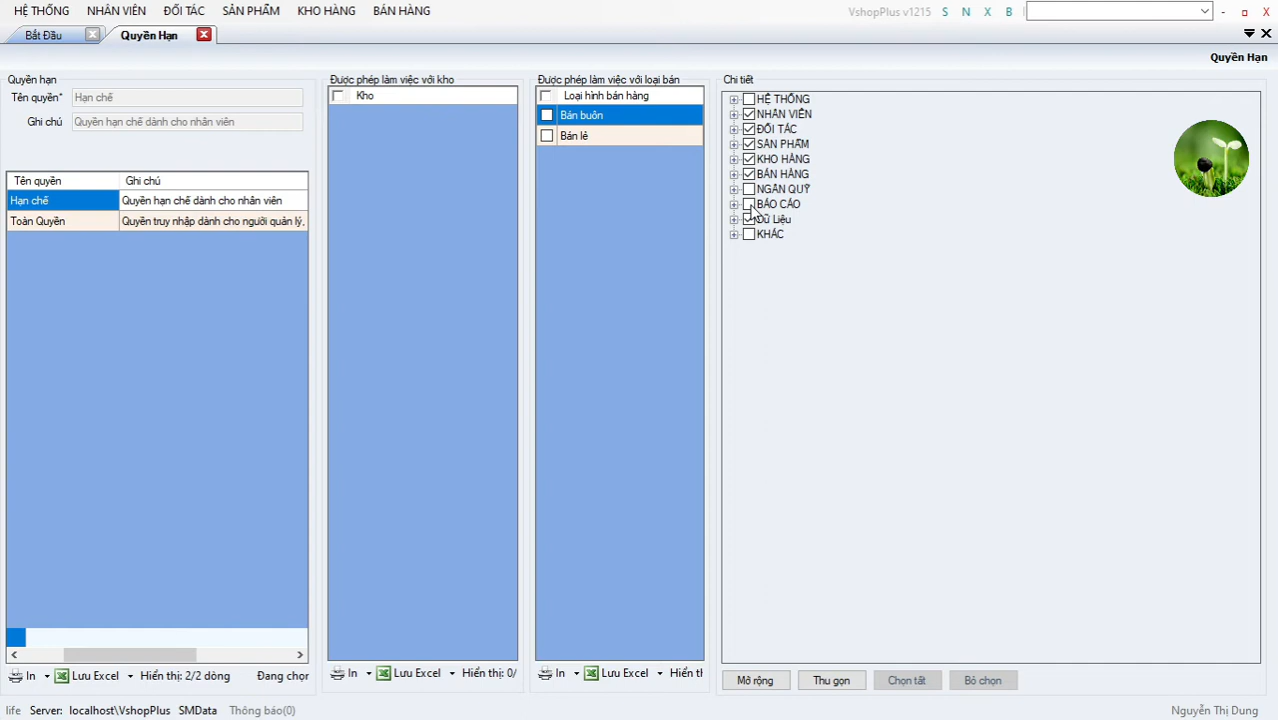 HỆ THỐNG NHÂN VIÊN ĐỐI TÁC SẢN PHẨM KHO HÀNG BÁN HÀNG VshopPlus v1215 S N X B
Bắt Đầu Quyền Hạn
Quyền Hạn
Quyền hạn
Tên quyền* Hạn chế
Ghi chú Quyền hạn chế dành cho nhân viên
Tên quyền Ghi chú
Hạn chế Quyền hạn chế dành cho nhân viên
Toàn Quyền Quyền truy nhập dành cho người quản lý,
In Lưu Excel Hiển thị: 2/2 dòng Đang chọn
Được phép làm việc với kho
Kho
In Lưu Excel Hiển thị: 0/
Được phép làm việc với loại bán
Loại hình bán hàng
Bán buôn
Bán lẻ
In Lưu Excel Hiển th
Chi tiết
HỆ THỐNG
NHÂN VIÊN
ĐỐI TÁC
SẢN PHẨM
KHO HÀNG
BÁN HÀNG
NGÂN QUỸ
BÁO CÁO
Dữ Liệu
KHÁC
Mở rộng Thu gọn Chọn tất Bỏ chọn
life Server: localhost\VshopPlus SMData Thông báo(0) Nguyễn Thị Dung